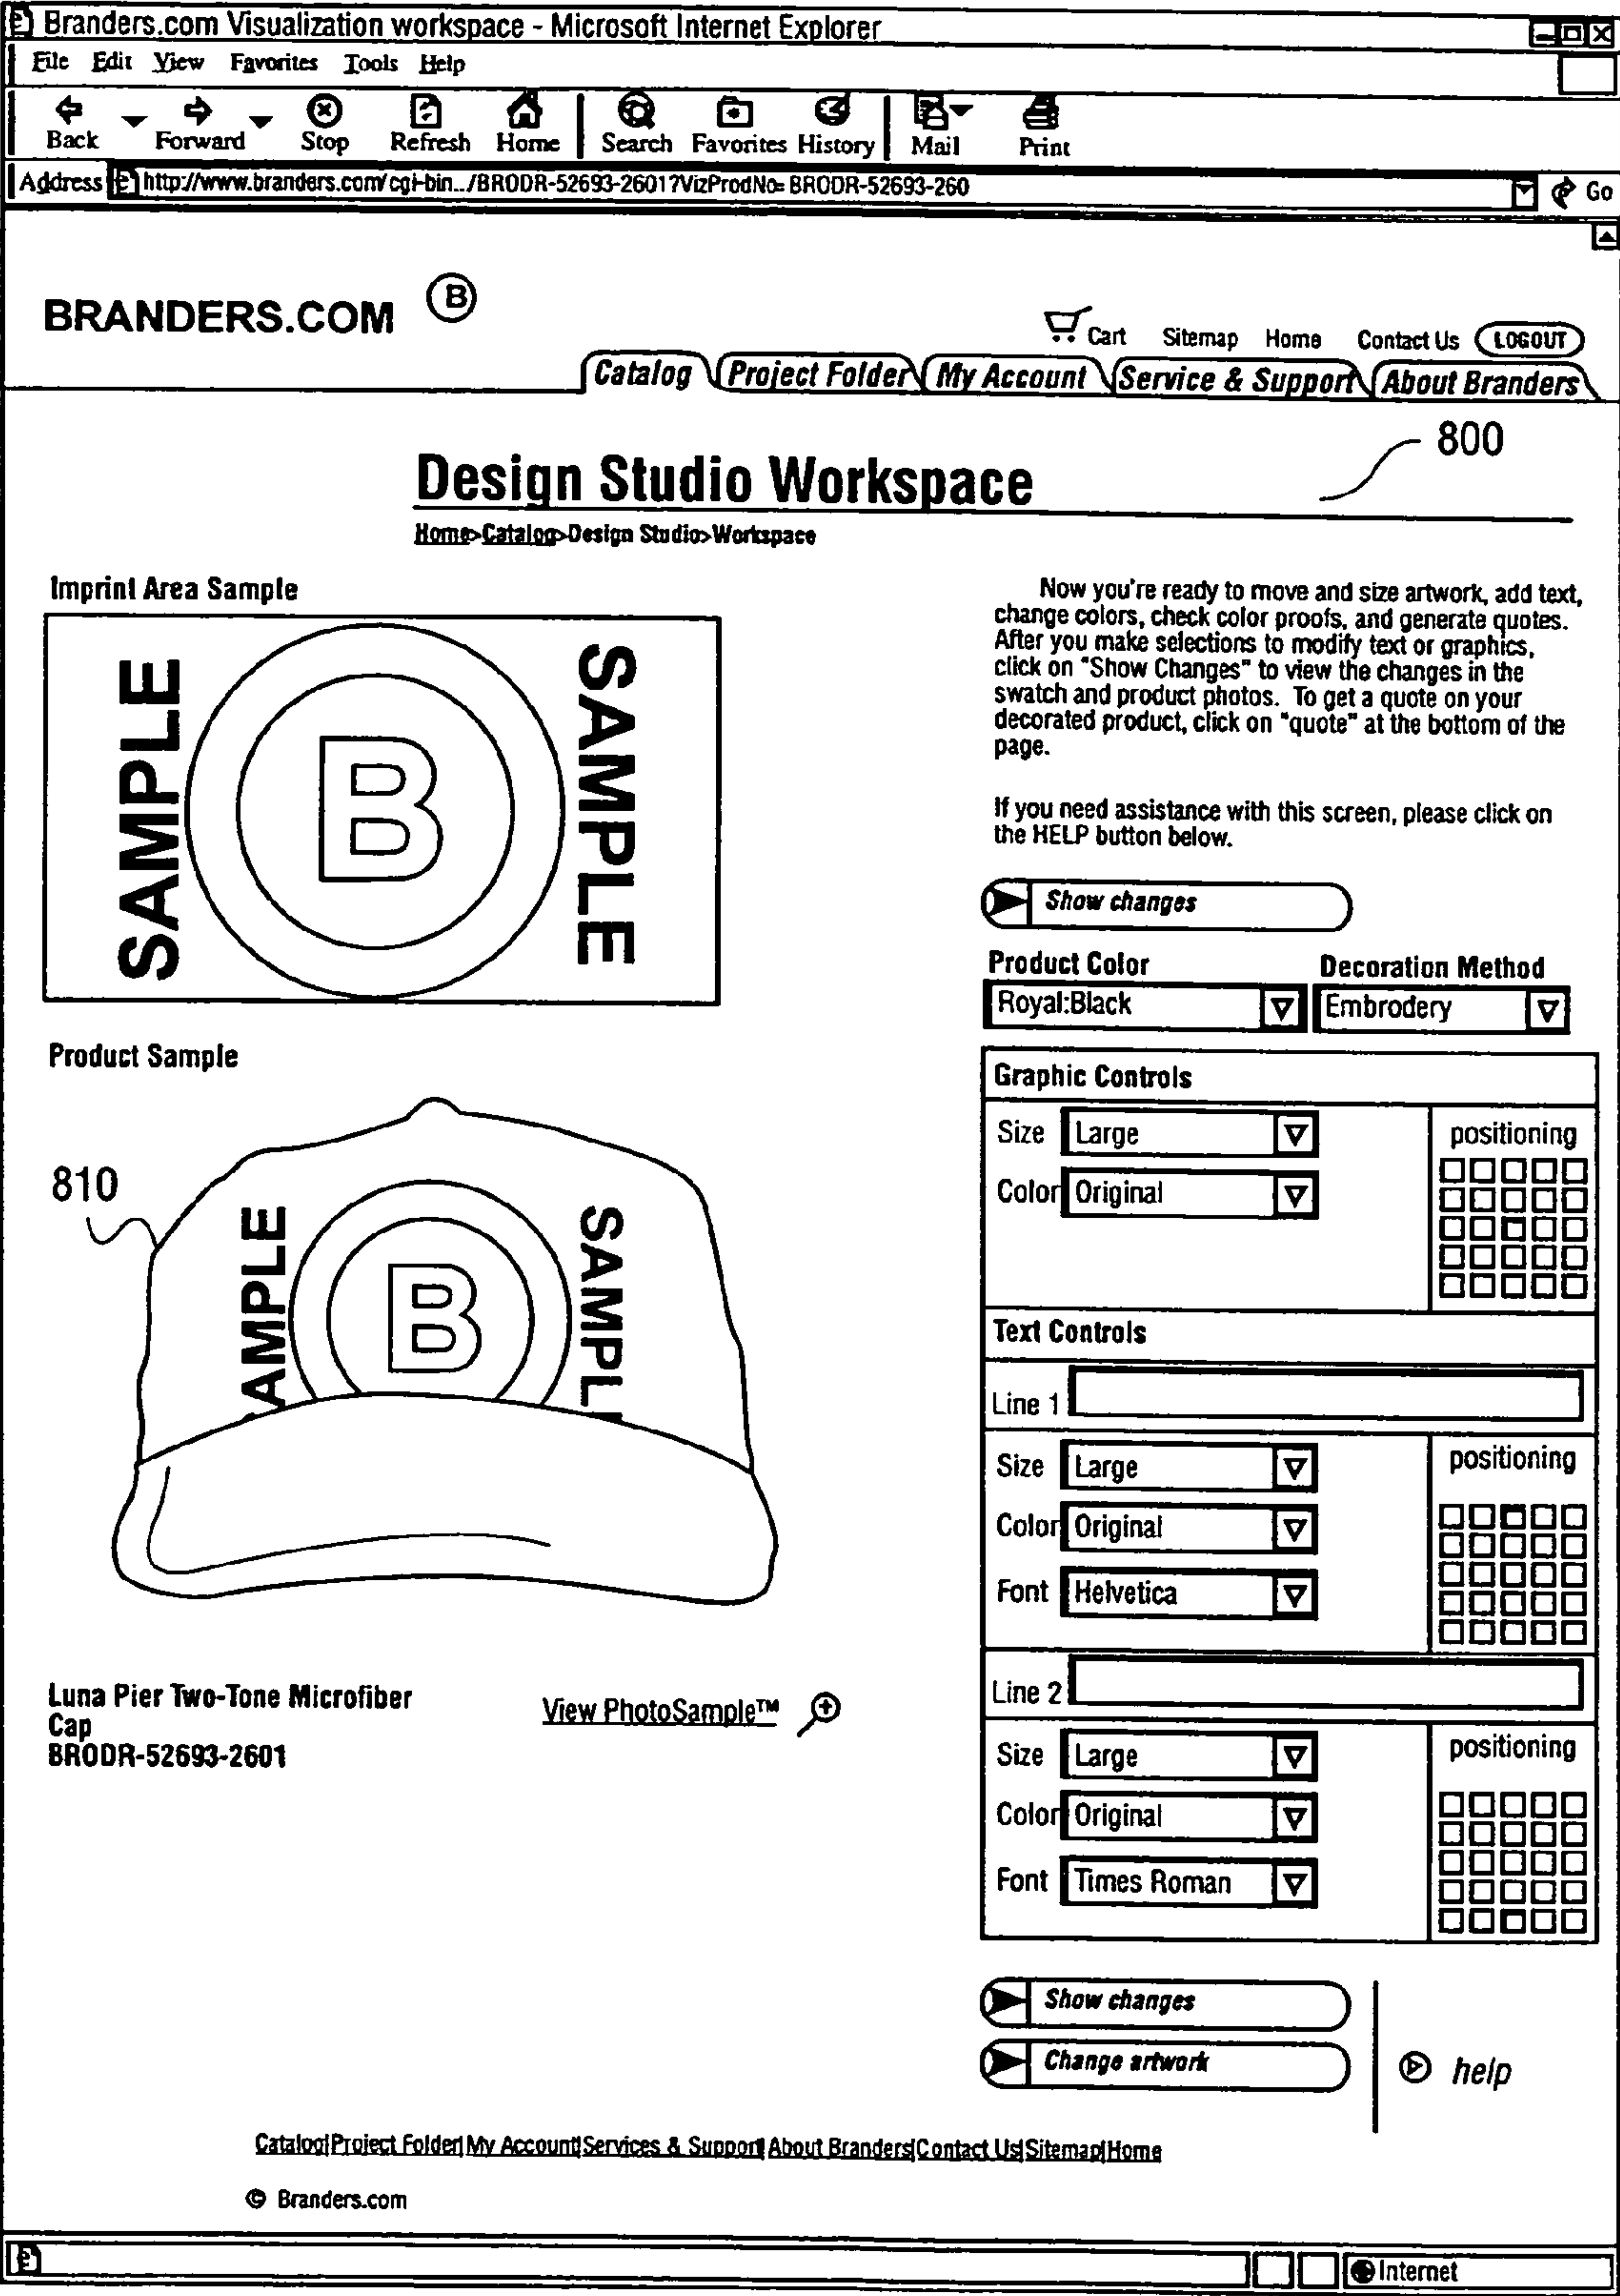 Branders.com Visualization workspace - Microsoft Internet Explorer
File Edit View Favorites Tools Help
Back Forward Stop Refresh Home Search Favorites History Mail Print
Address http://www.branders.com/cgi-bin.../BRODR-52693-2601?VizProdNo=BRODR-52693-260 Go
BRANDERS.COM B
Cart Sitemap Home Contact Us LOGOUT
Catalog Project Folder My Account Service & Support About Branders
800
Design Studio Workspace
Home>Catalog>Design Studio>Workspace
Imprint Area Sample
SAMPLE B SAMPLE
Now you're ready to move and size artwork, add text,
change colors, check color proofs, and generate quotes.
After you make selections to modify text or graphics,
click on "Show Changes" to view the changes in the
swatch and product photos. To get a quote on your
decorated product, click on "quote" at the bottom of the
page.
If you need assistance with this screen, please click on
the HELP button below.
Show changes
Product Color Decoration Method
Royal:Black Embrodery
Product Sample
810
AMPLE B SAMPL
Luna Pier Two-Tone Microfiber
Cap
BRODR-52693-2601
View PhotoSample™
Graphic Controls
Size Large positioning
Color Original
Text Controls
Line 1
Size Large positioning
Color Original
Font Helvetica
Line 2
Size Large positioning
Color Original
Font Times Roman
Show changes
Change artwork
help
Catalog|Project Folder|My Account|Services & Support|About Branders|Contact Us|Sitemap|Home
© Branders.com
Internet